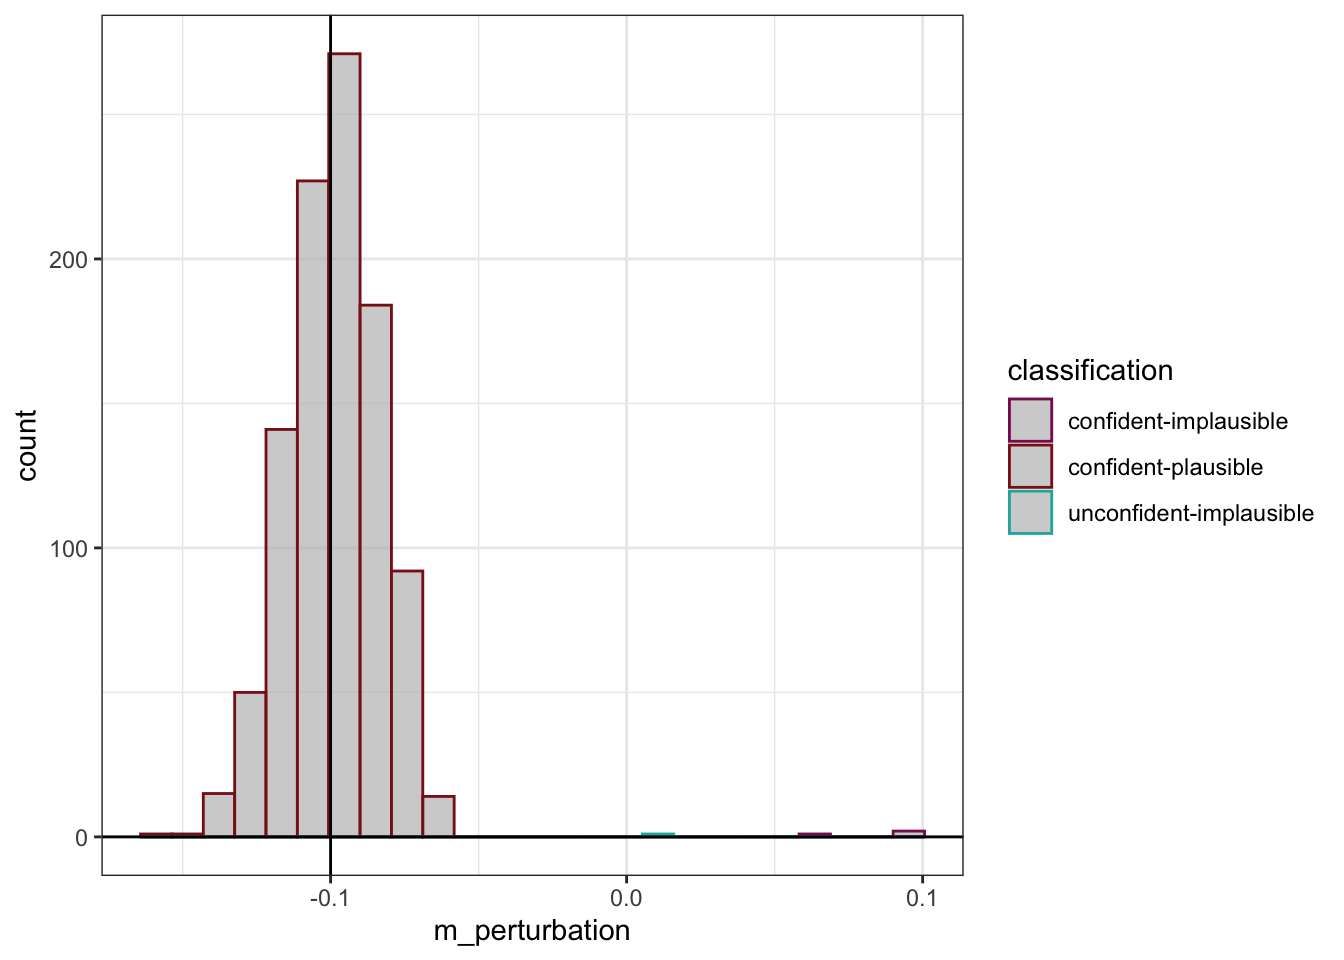 200
100
0
-0.1
0.0
0.1
m_perturbation
count
classification
confident-implausible
confident-plausible
unconfident-implausible